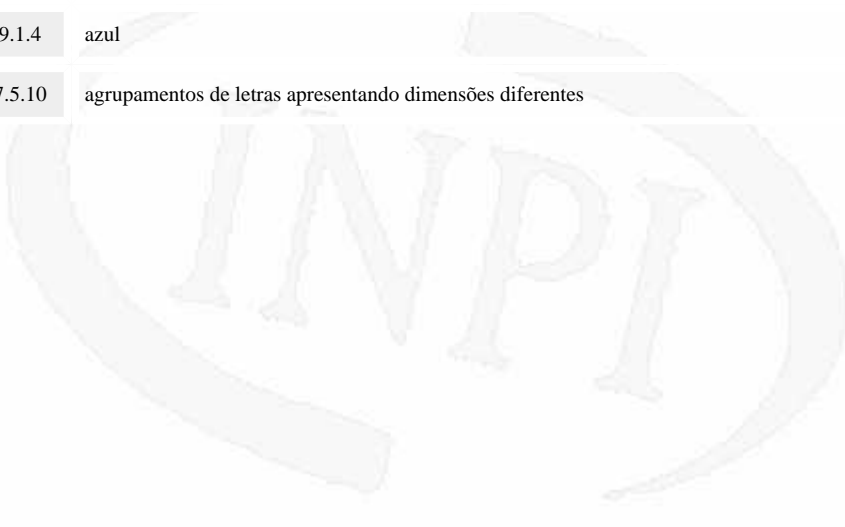 9.1.4 azul
7.5.10 agrupamentos de letras apresentando dimensões diferentes
INPI